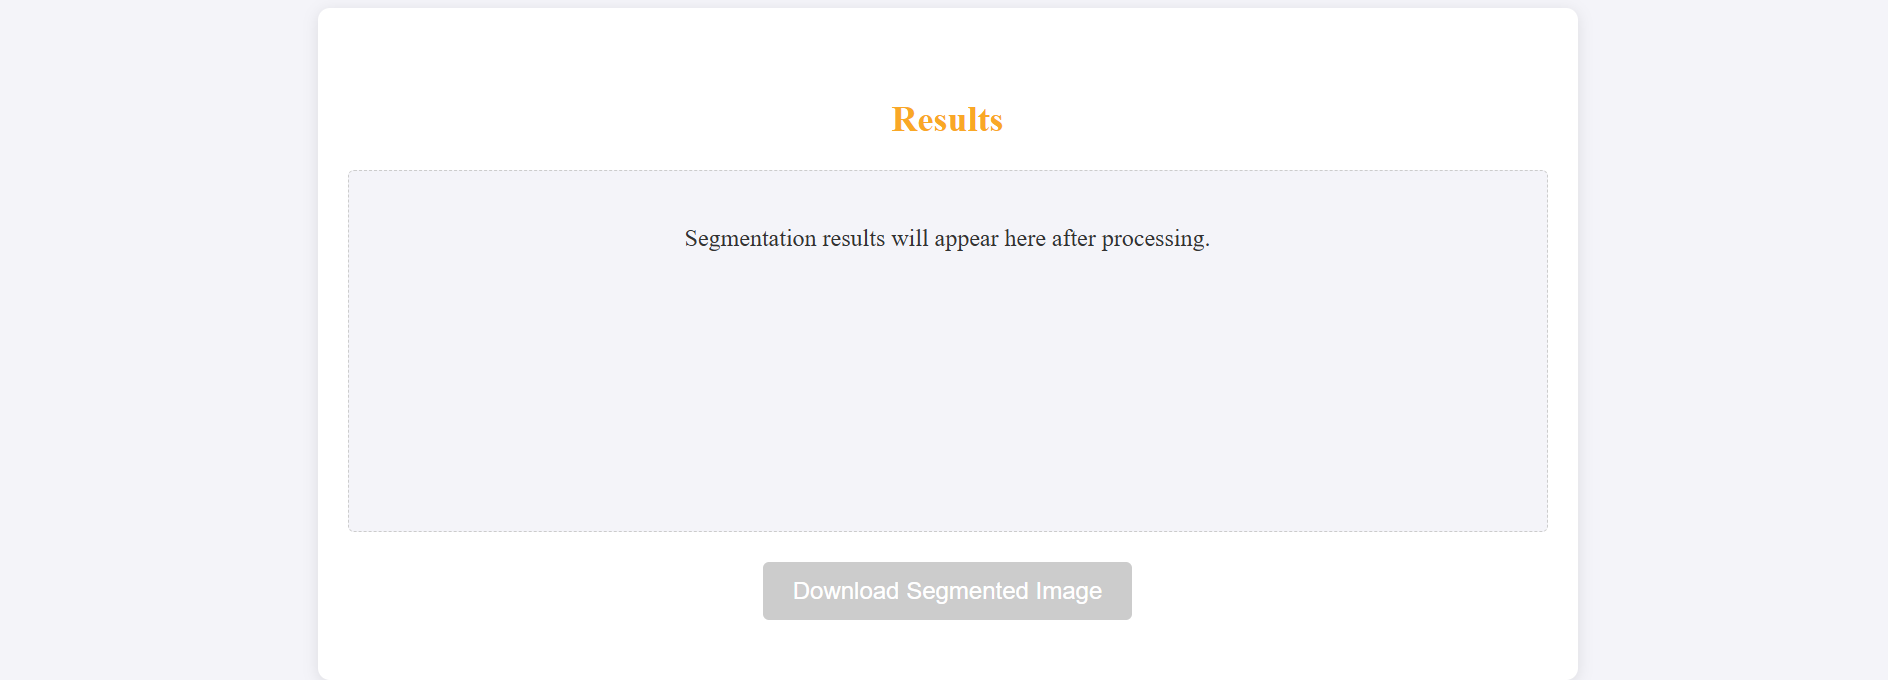 Results
Segmentation results will appear here after processing.
Download Segmented Image